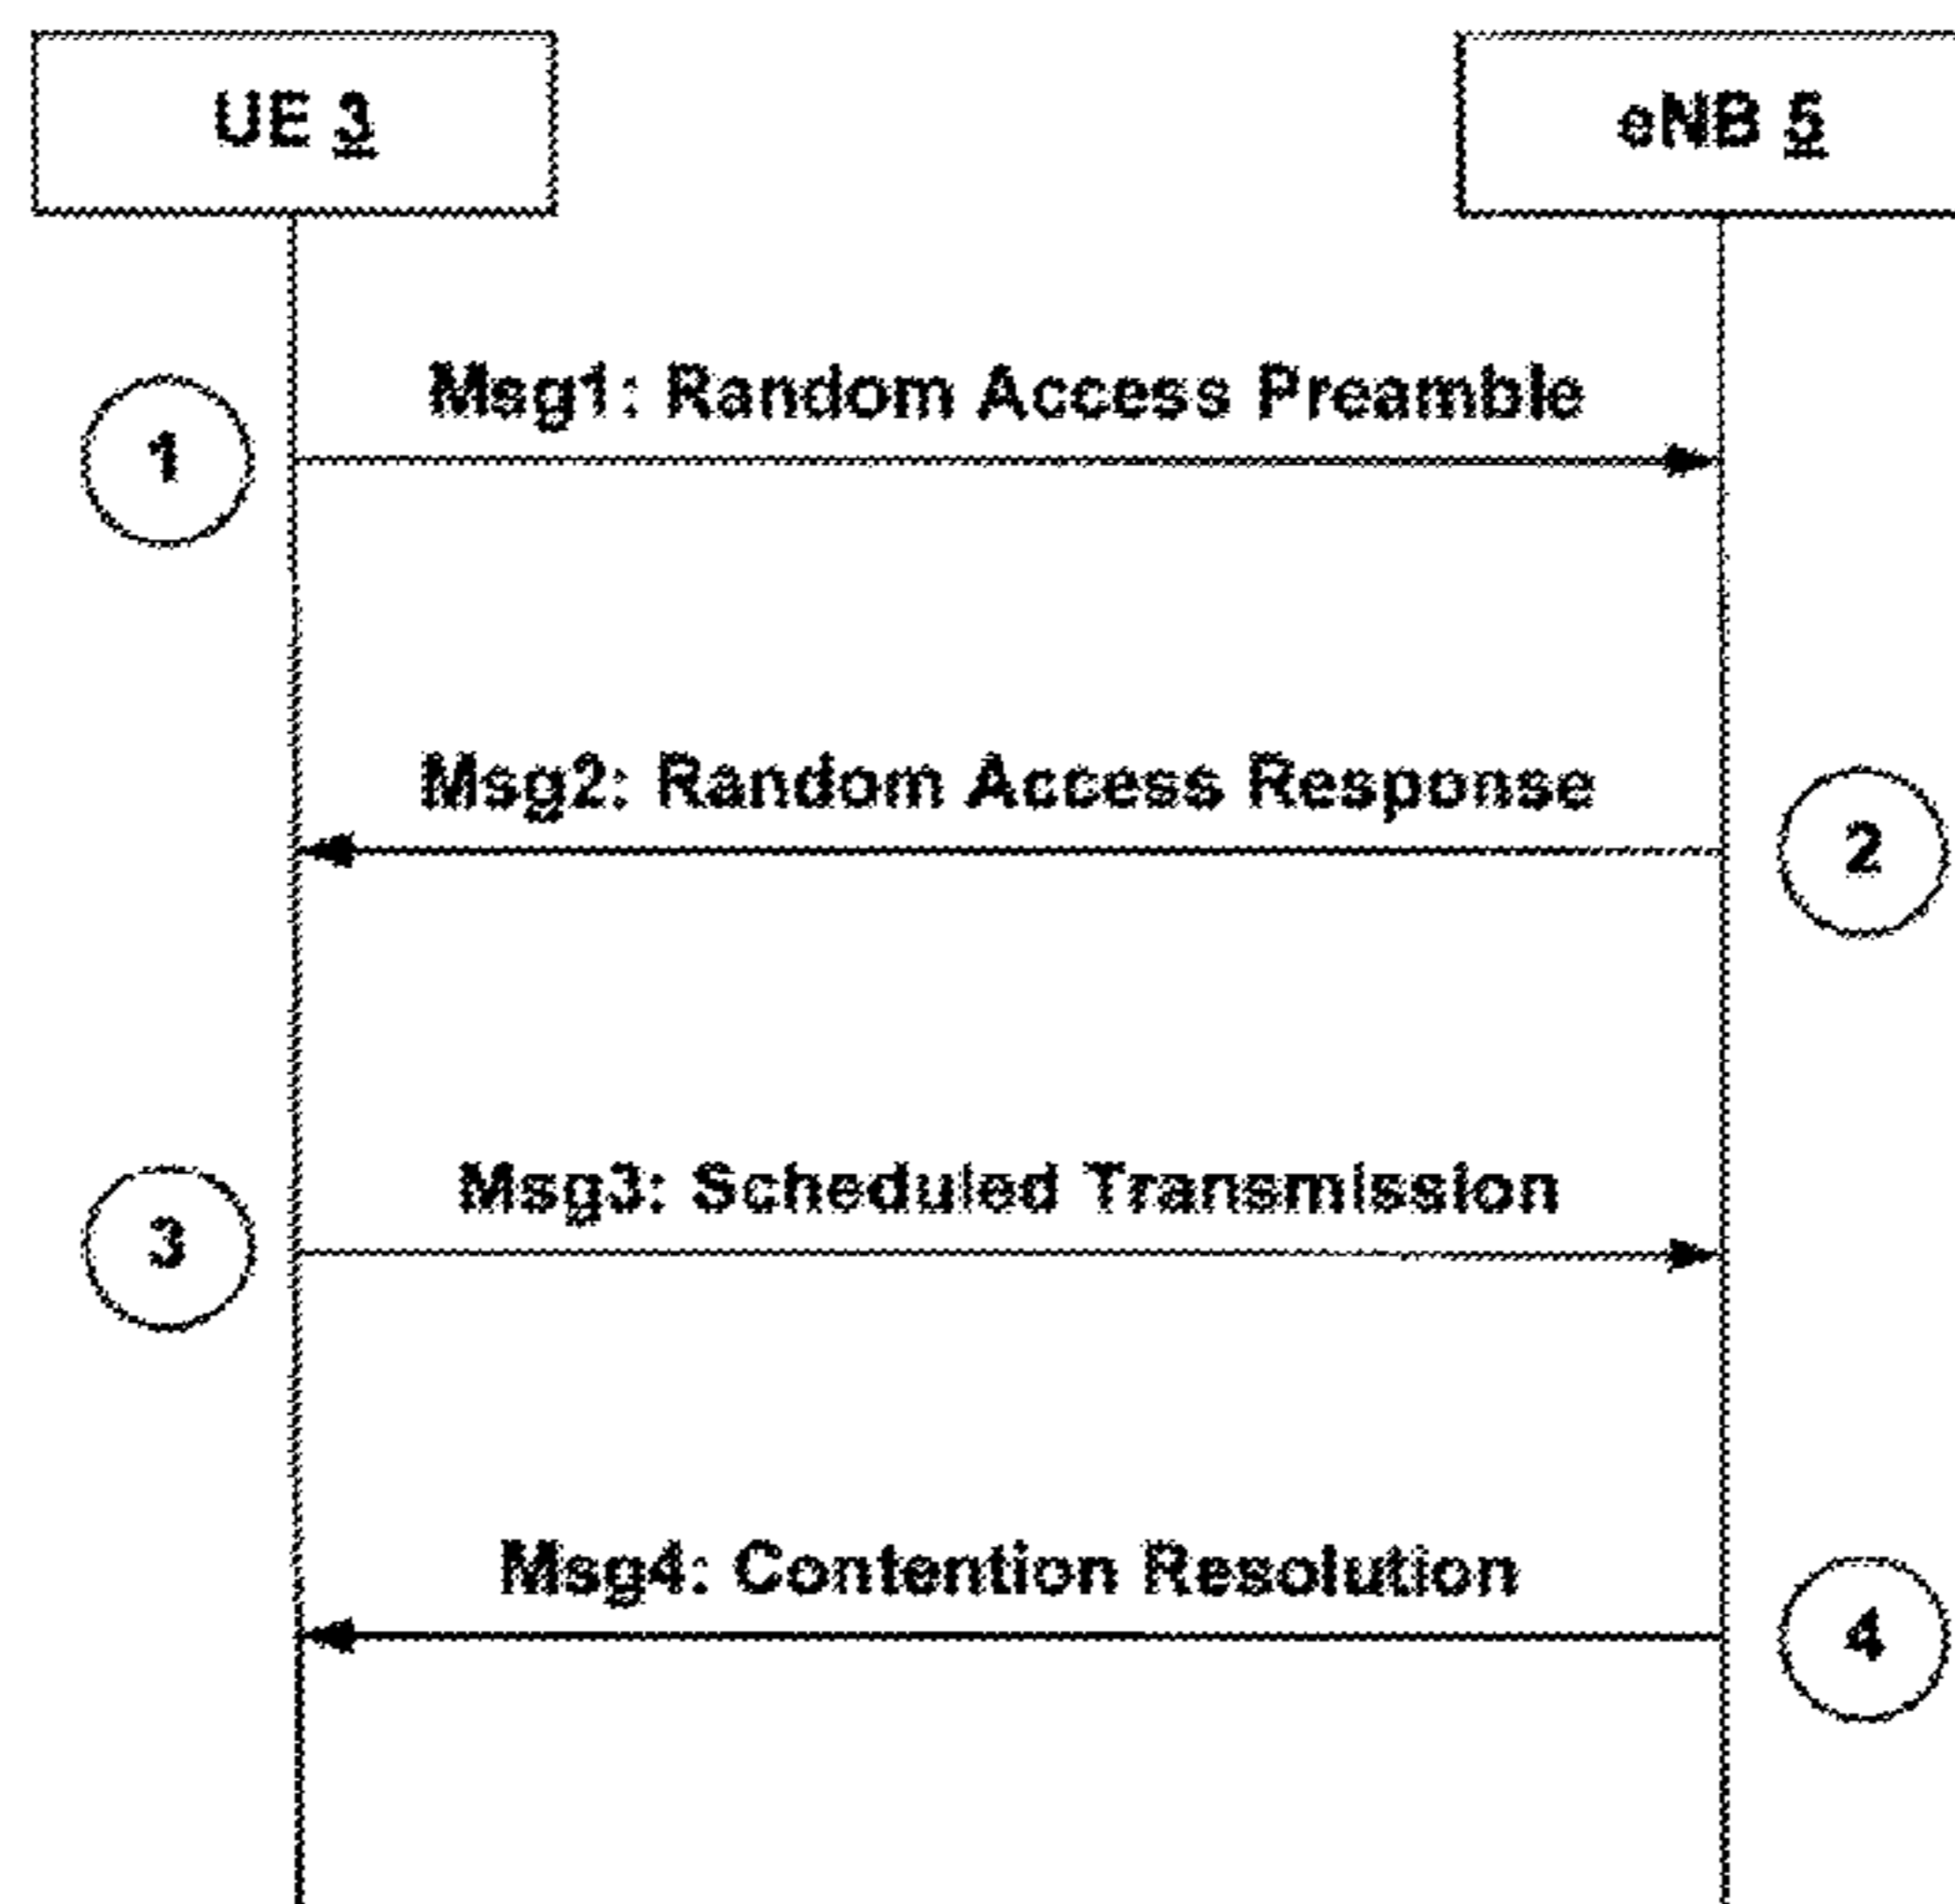 UE 3
eNB 5
Msg1: Random Access Preamble
1
Msg2: Random Access Response
2
Msg3: Scheduled Transmission
3
Msg4: Contention Resolution
4